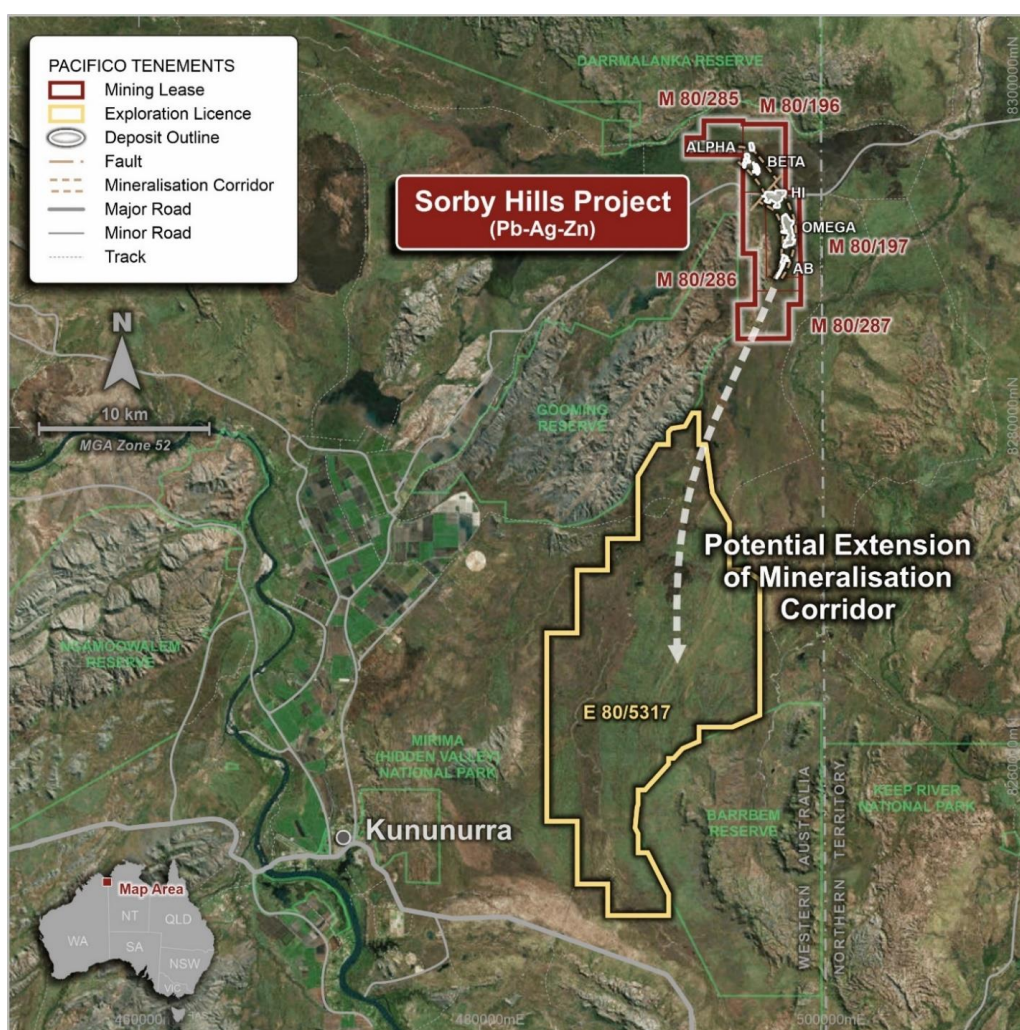 PACIFICO TENEMENTS
Mining Lease
Exploration Licence
Deposit Outline
Fault
Mineralisation Corridor
Major Road
Minor Road
Track
DARRMALANKA RESERVE
8300000mN
M 80/285
M 80/196
ALPHA
BETA
HI
Sorby Hills Project
(Pb-Ag-Zn)
OMEGA
M 80/197
AB
M 80/286
M 80/287
N
10 km
MGA Zone 52
GOOMING
RESERVE
Potential Extension
of Mineralisation
Corridor
NGAMOOWALEM
RESERVE
E 80/5317
MIRIMA
(HIDDEN VALLEY)
NATIONAL PARK
BARRBEM
RESERVE
KEEP RIVER
NATIONAL PARK
WESTERN AUSTRALIA
NORTHERN TERRITORY
Kununurra
Map Area
NT
QLD
WA
SA
NSW
VIC
480000mE
500000mE